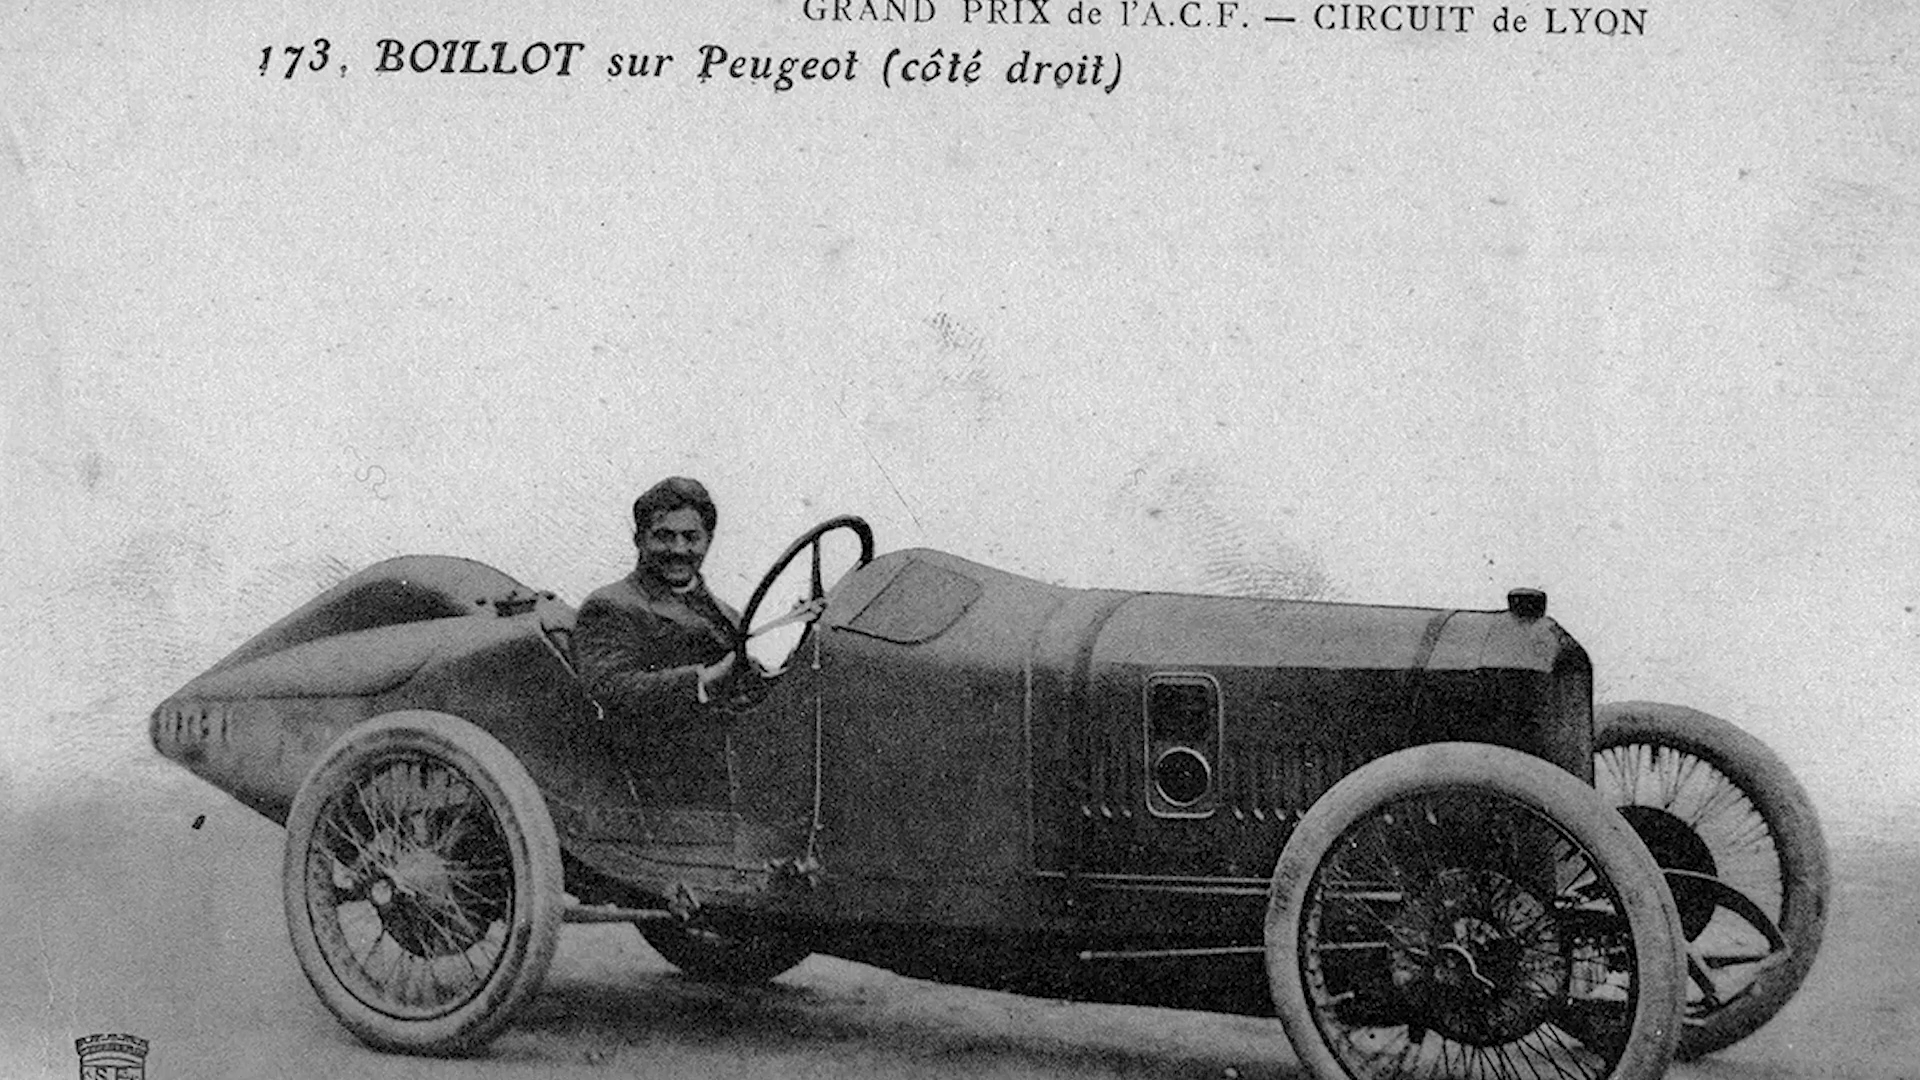 GRAND PRIX de l'A.C.F. — CIRCUIT de LYON
173, BOILLOT sur Peugeot (côté droit)